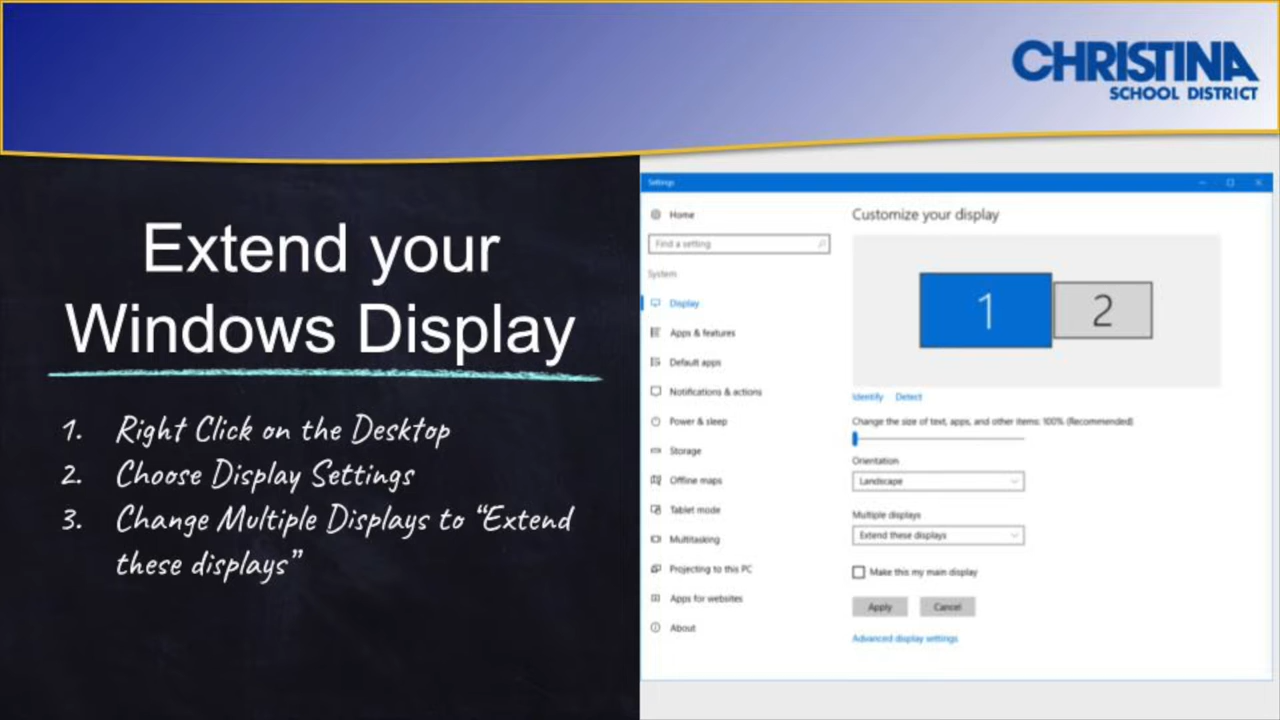 CHRISTINA
SCHOOL DISTRICT
Extend your
Windows Display
1. Right Click on the Desktop
2. Choose Display Settings
3. Change Multiple Displays to “Extend
these displays”
Settings
Home
Find a setting
System
Display
Apps & features
Default apps
Notifications & actions
Power & sleep
Storage
Offline maps
Tablet mode
Multitasking
Projecting to this PC
Apps for websites
About
Customize your display
1 2
Identify Detect
Change the size of text, apps, and other items: 100% (Recommended)
Orientation
Landscape
Multiple displays
Extend these displays
Make this my main display
Apply Cancel
Advanced display settings